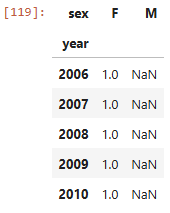 [119]:
sex F M
year
2006 1.0 NaN
2007 1.0 NaN
2008 1.0 NaN
2009 1.0 NaN
2010 1.0 NaN